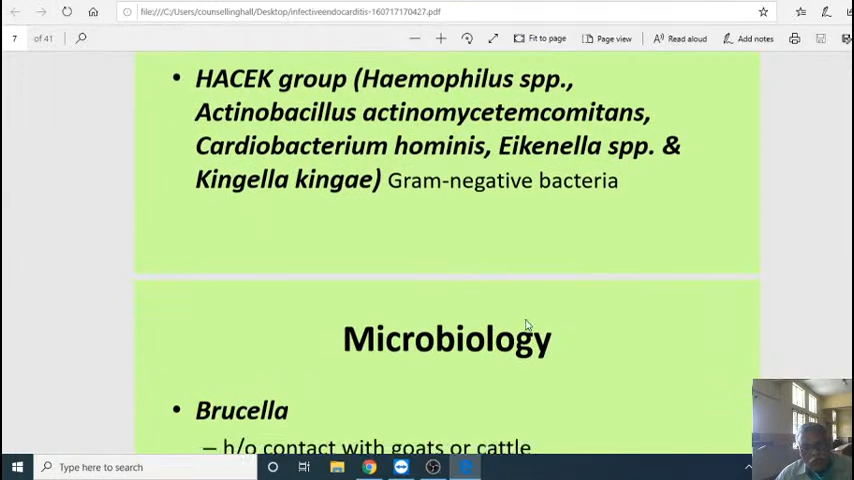 file:///C:/Users/counsellinghall/Desktop/infectiveendocarditis-160717170427.pdf
7 of 41
Fit to page
Page view
Read aloud
Add notes
• HACEK group (Haemophilus spp.,
Actinobacillus actinomycetemcomitans,
Cardiobacterium hominis, Eikenella spp. &
Kingella kingae) Gram-negative bacteria
Microbiology
• Brucella
– h/o contact with goats or cattle
Type here to search